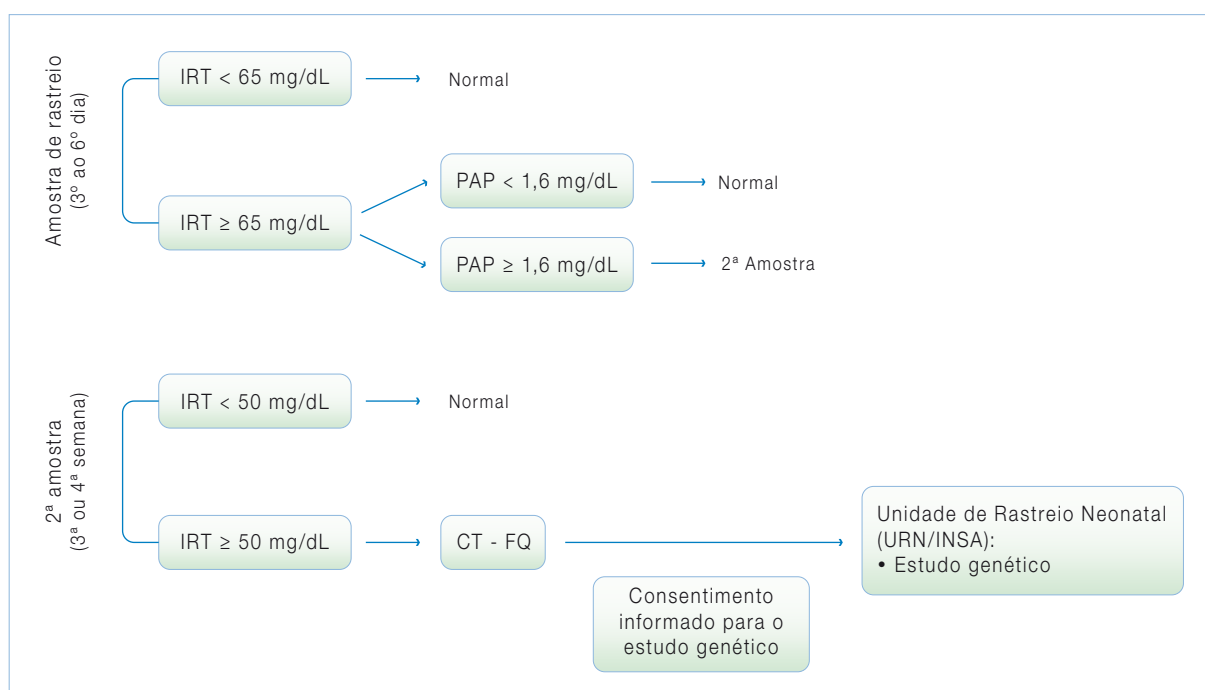 Amostra de rastreio
(3º ao 6º dia)
IRT < 65 mg/dL
Normal
IRT ≥ 65 mg/dL
PAP < 1,6 mg/dL
Normal
PAP ≥ 1,6 mg/dL
2ª Amostra
2ª amostra
(3ª ou 4ª semana)
IRT < 50 mg/dL
Normal
IRT ≥ 50 mg/dL
CT - FQ
Consentimento
informado para o
estudo genético
Unidade de Rastreio Neonatal
(URN/INSA):
• Estudo genético